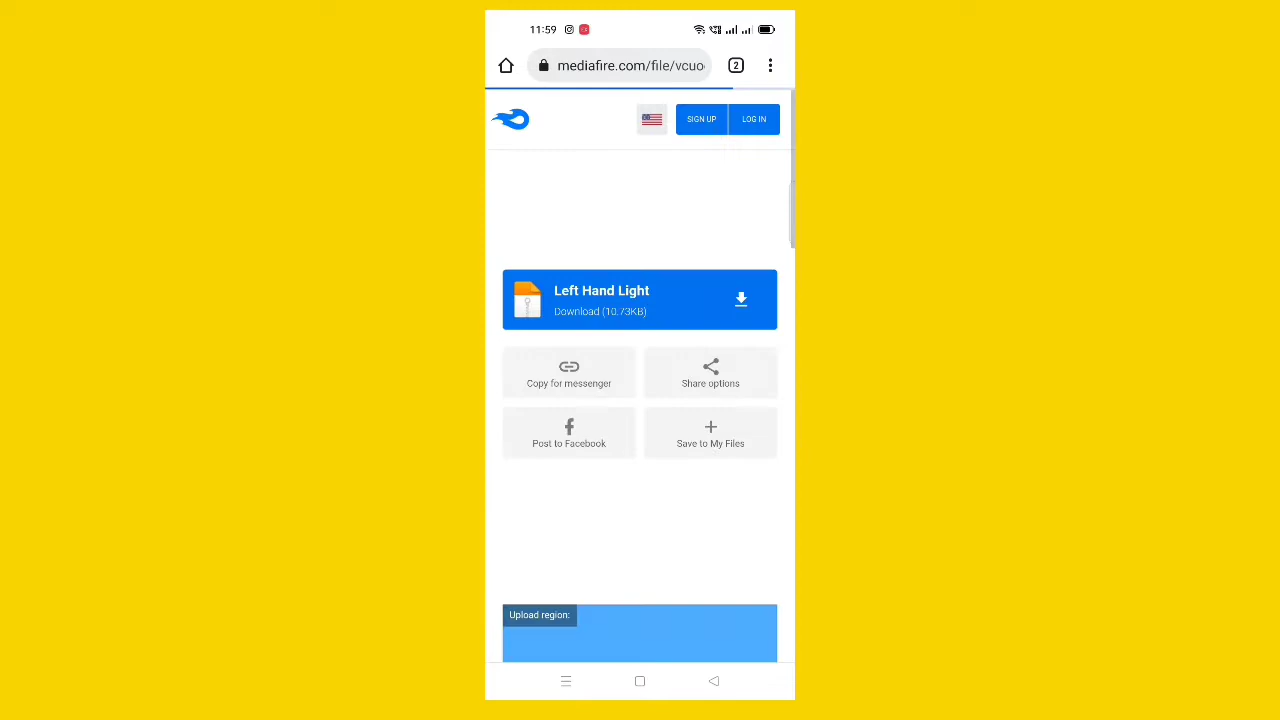 11:59
mediafire.com/file/vcuo
2
SIGN UP
LOG IN
Left Hand Light
Download (10.73KB)
Copy for messenger
Share options
Post to Facebook
Save to My Files
Upload region: